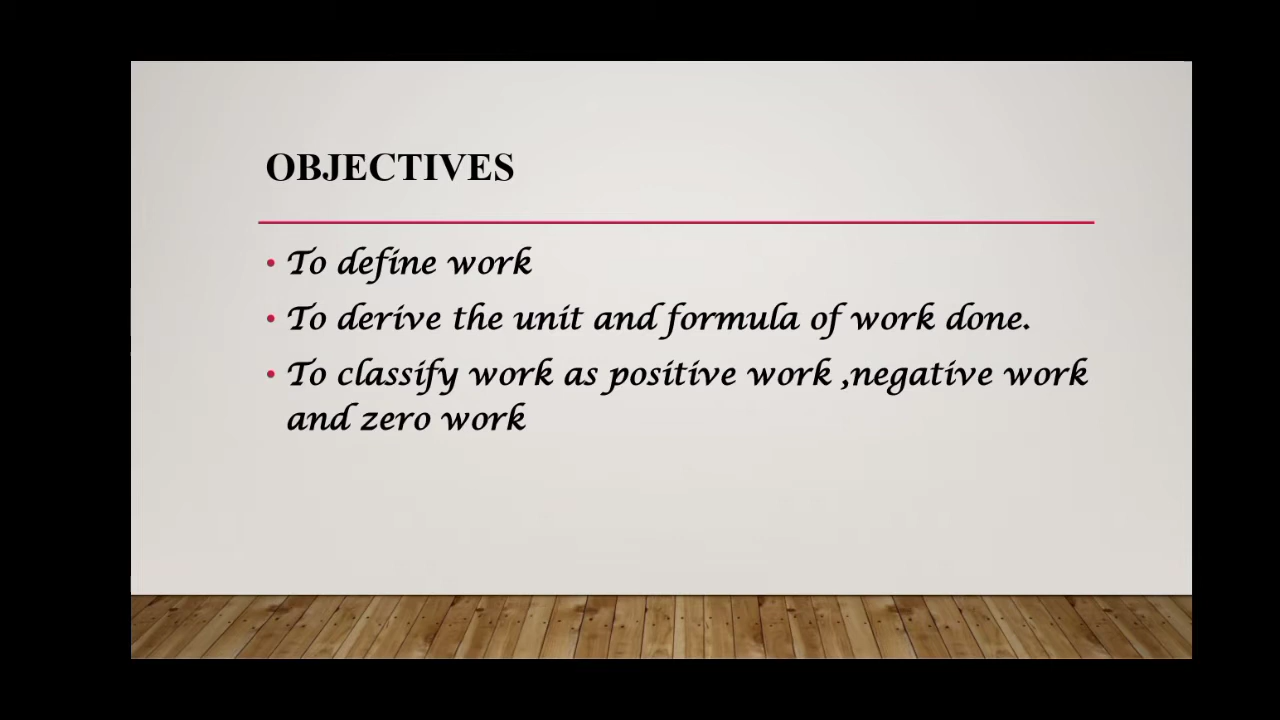 OBJECTIVES
• To define work
• To derive the unit and formula of work done.
• To classify work as positive work ,negative work
and zero work